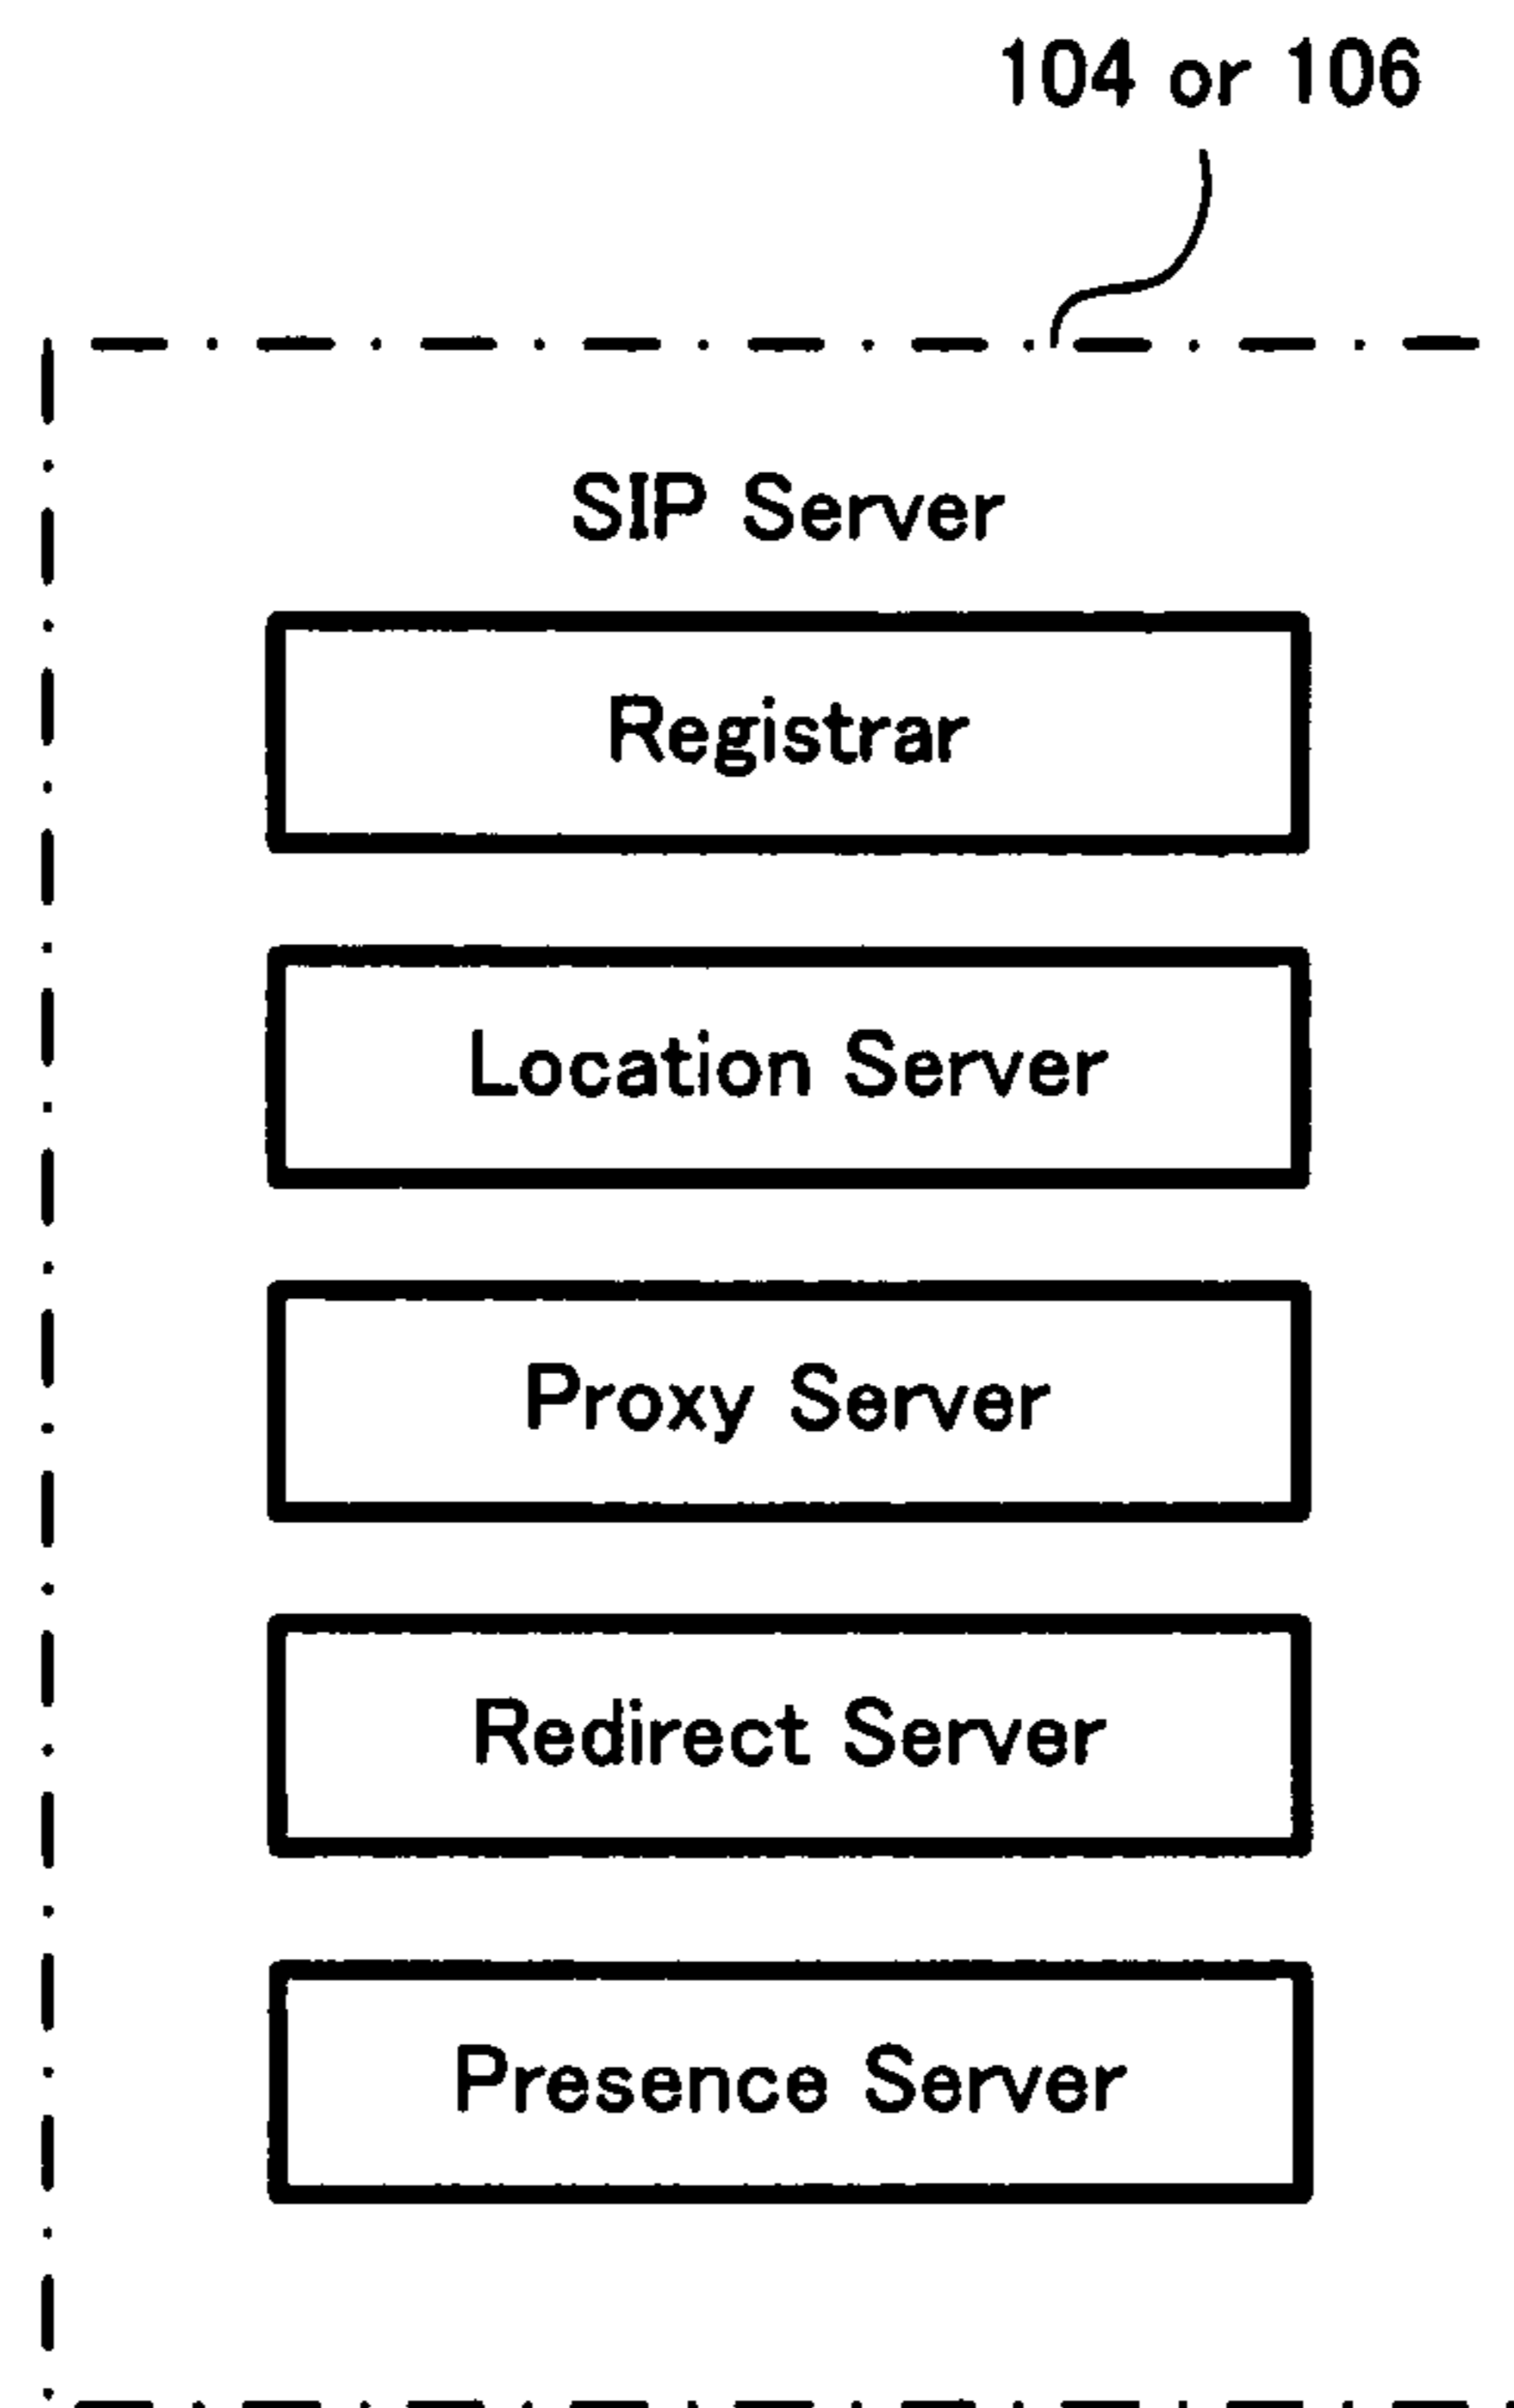 104 or 106
SIP Server
Registrar
Location Server
Proxy Server
Redirect Server
Presence Server